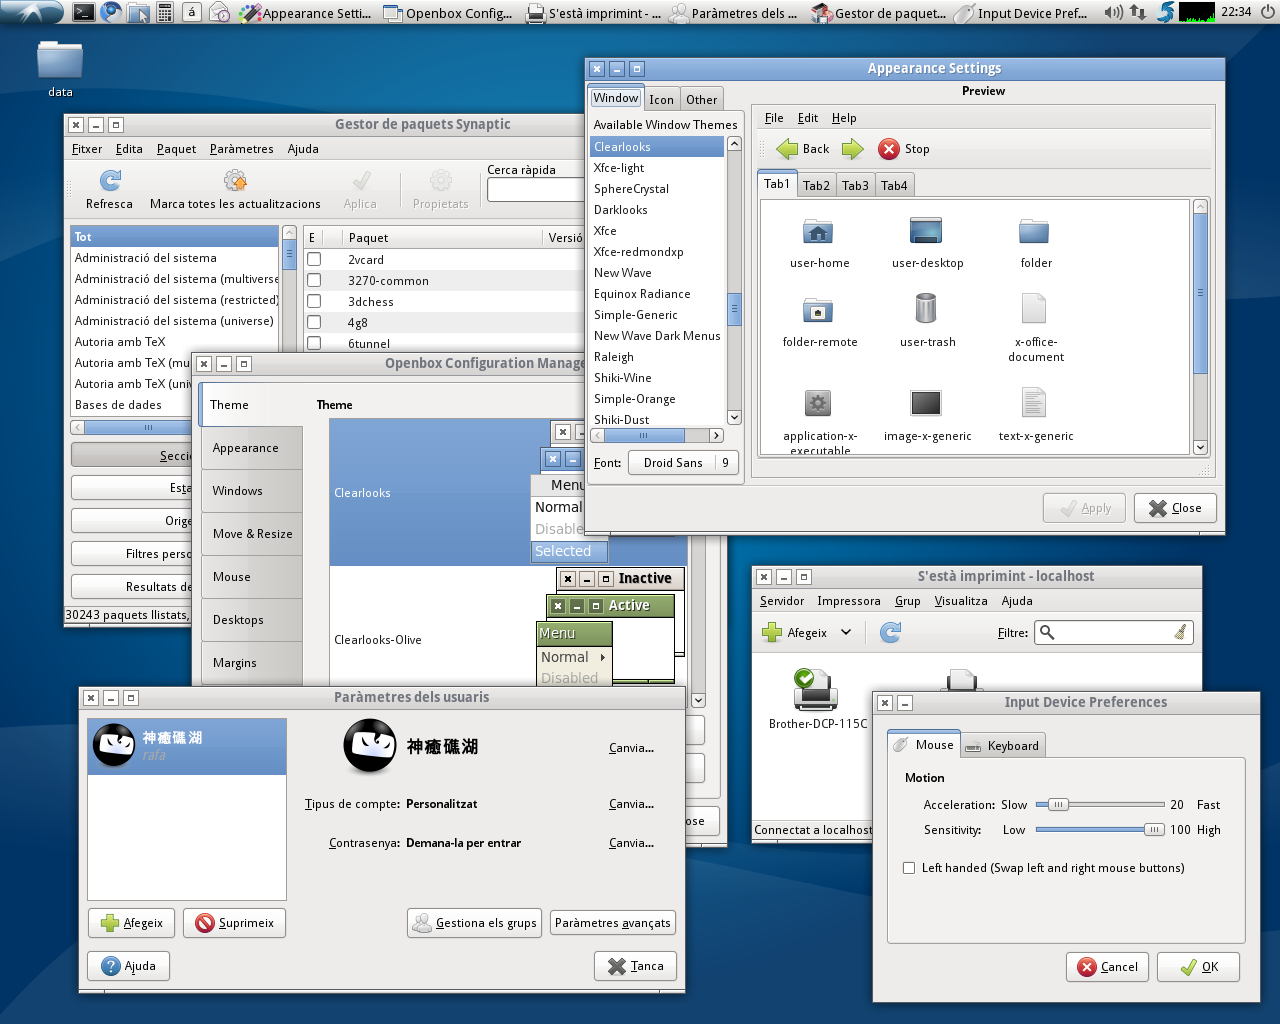 á
Appearance Setti...
Openbox Config...
S'està imprimint - ...
Paràmetres dels ...
Gestor de paquet...
Input Device Pref...
22:34
data
Appearance Settings
Window
Icon
Other
Available Window Themes
Clearlooks
Xfce-light
SphereCrystal
Darklooks
Xfce
Xfce-redmondxp
New Wave
Equinox Radiance
Simple-Generic
New Wave Dark Menus
Raleigh
Shiki-Wine
Simple-Orange
Shiki-Dust
Font:
Droid Sans
9
Preview
File
Edit
Help
Back
Stop
Tab1
Tab2
Tab3
Tab4
user-home
user-desktop
folder
folder-remote
user-trash
x-office-
document
application-x-
executable
image-x-generic
text-x-generic
Apply
Close
Gestor de paquets Synaptic
Fitxer
Edita
Paquet
Paràmetres
Ajuda
Refresca
Marca totes les actualitzacions
Aplica
Propietats
Cerca ràpida
Tot
Administració del sistema
Administració del sistema (multiverse
Administració del sistema (restricted)
Administració del sistema (universe)
Autoria amb TeX
Autoria amb TeX (mu
Autoria amb TeX (uni
Bases de dades
E
Paquet
Versió
2vcard
3270-common
3dchess
4g8
6tunnel
Secci
Esta
Orige
Filtres perso
Resultats de
30243 paquets llistats,
Openbox Configuration Manage
Theme
Appearance
Windows
Move & Resize
Mouse
Desktops
Margins
Theme
Clearlooks
Menu
Normal
Disable
Selected
Clearlooks-Olive
Inactive
Active
Menu
Normal
Disabled
ose
S'està imprimint - localhost
Servidor
Impressora
Grup
Visualitza
Ajuda
Afegeix
Filtre:
Brother-DCP-115C
Connectat a localhost
Paràmetres dels usuaris
神癒礁湖
rafa
神癒礁湖
Canvia...
Tipus de compte: Personalitzat
Canvia...
Contrasenya: Demana-la per entrar
Canvia...
Afegeix
Suprimeix
Gestiona els grups
Paràmetres avançats
Ajuda
Tanca
Input Device Preferences
Mouse
Keyboard
Motion
Acceleration: Slow 20 Fast
Sensitivity: Low 100 High
Left handed (Swap left and right mouse buttons)
Cancel
OK